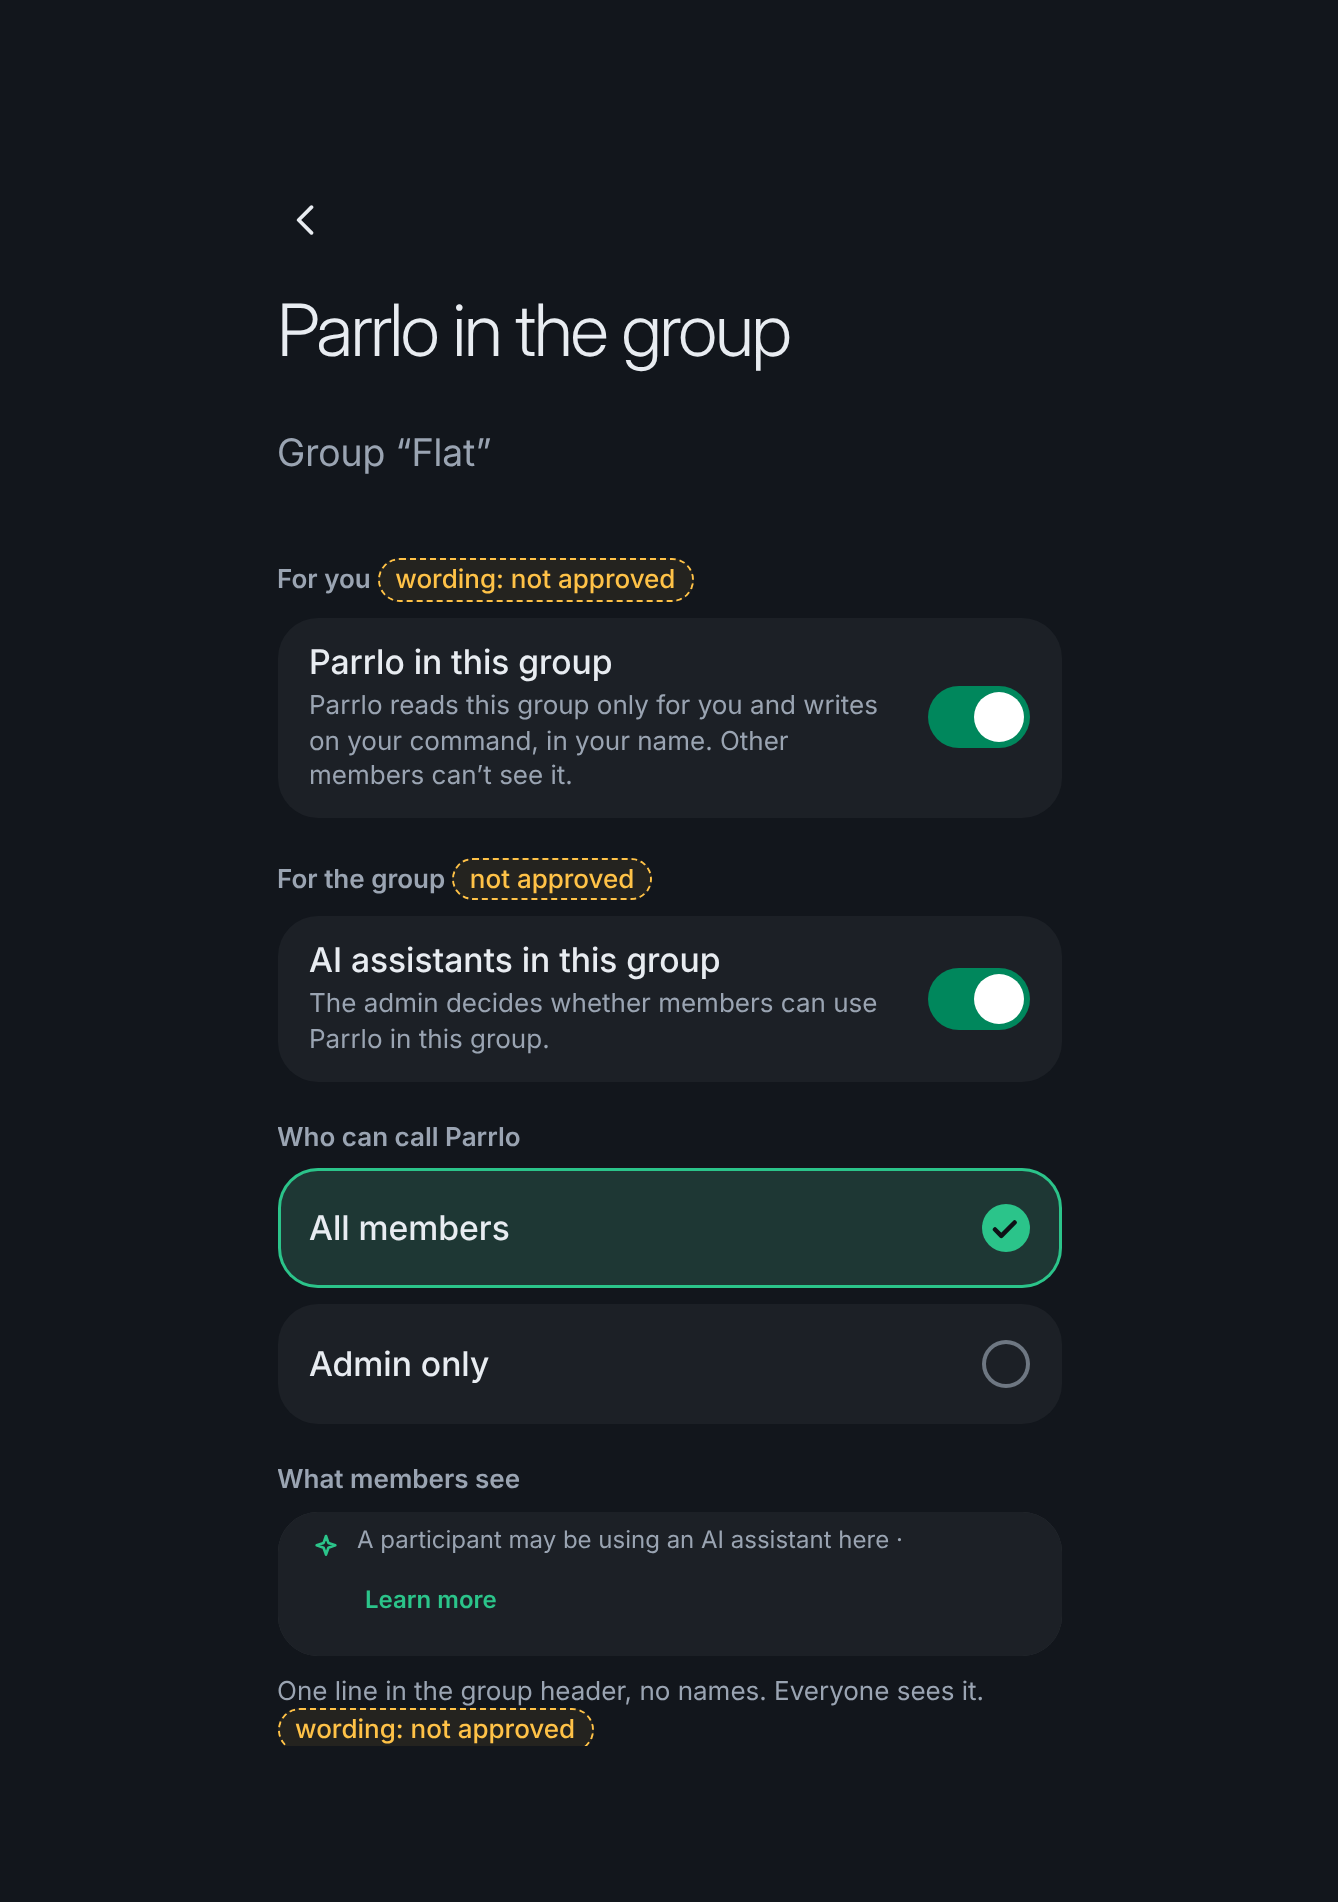 Parrlo in the group
Group “Flat”
For you wording: not approved
Parrlo in this group
Parrlo reads this group only for you and writes
on your command, in your name. Other
members can’t see it.
For the group not approved
AI assistants in this group
The admin decides whether members can use
Parrlo in this group.
Who can call Parrlo
All members
Admin only
What members see
A participant may be using an AI assistant here ·
Learn more
One line in the group header, no names. Everyone sees it.
wording: not approved